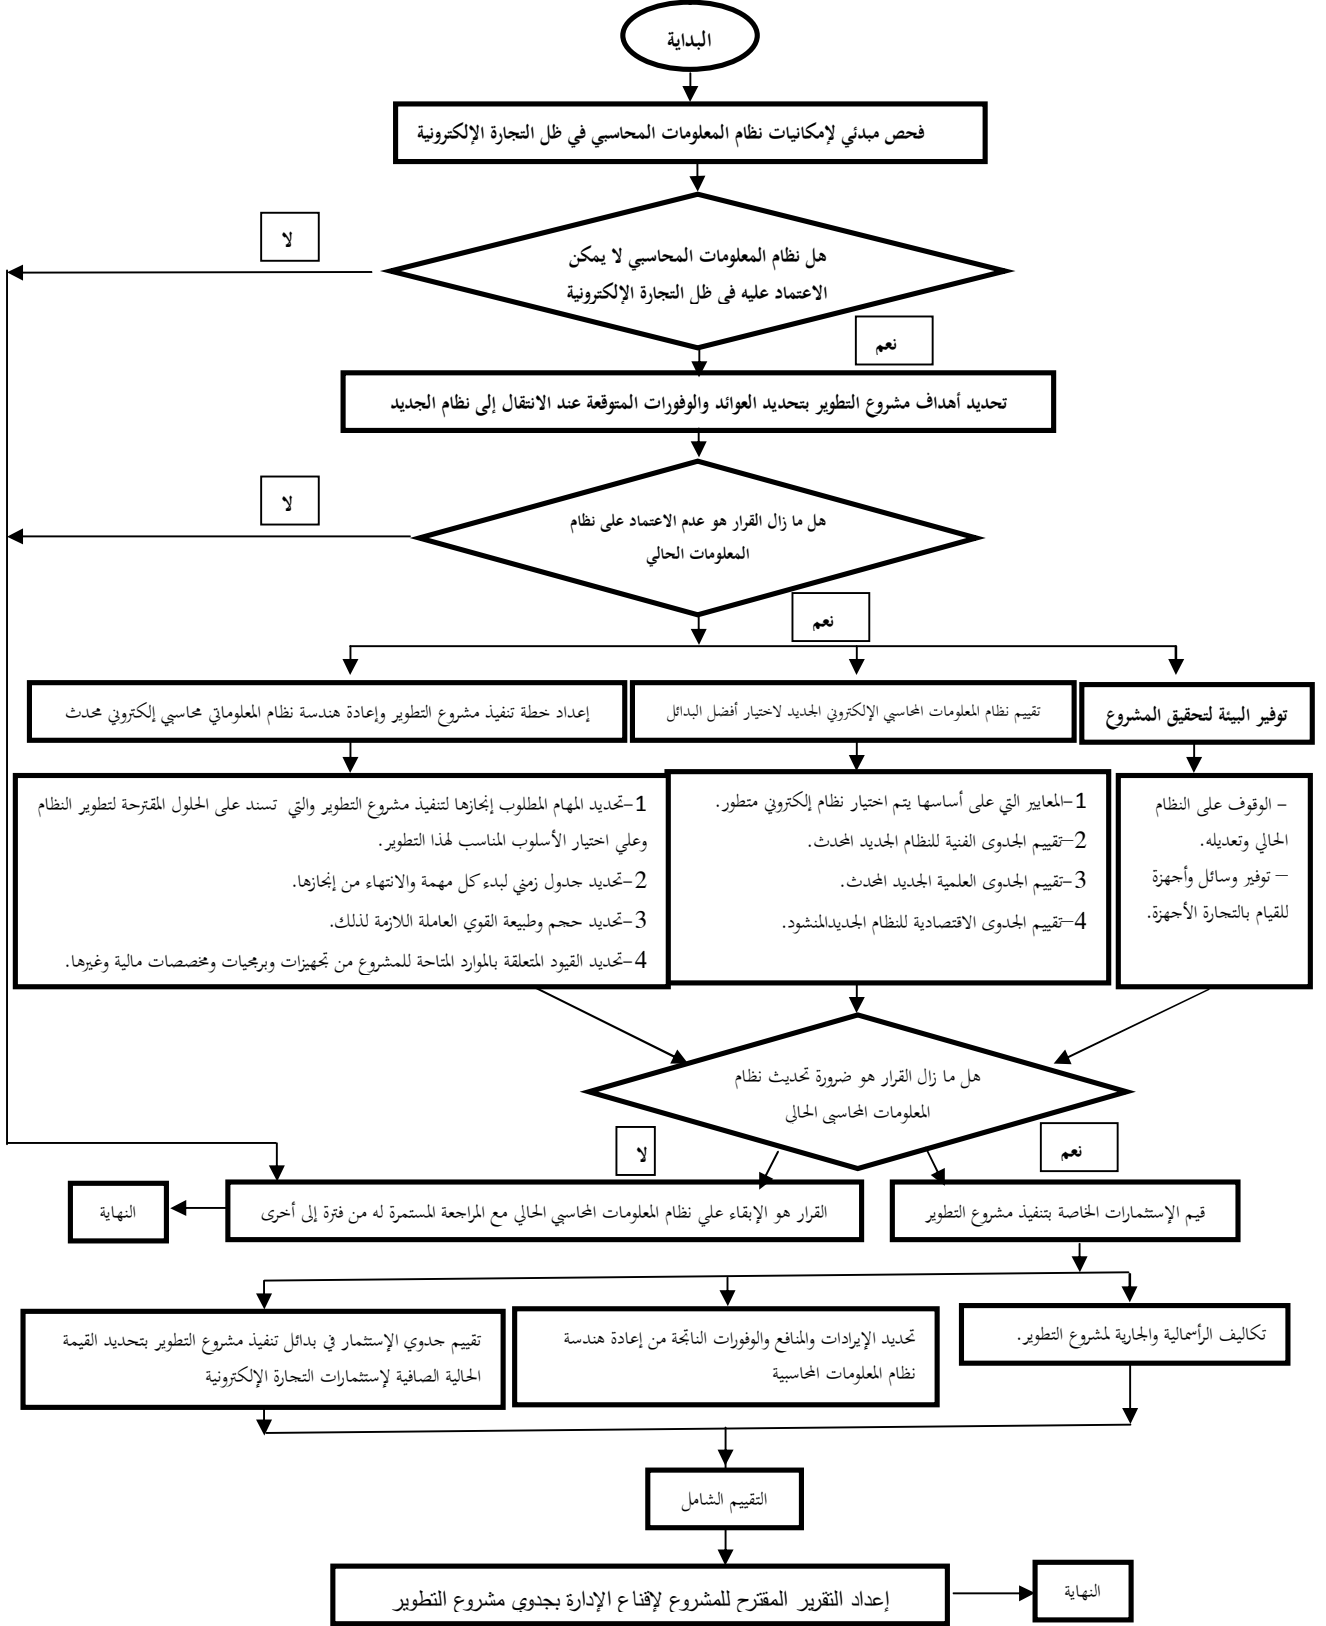 البداية
فحص مبدئي لإمكانيات نظام المعلومات المحاسبي في ظل التجارة الإلكترونية
لا
هل نظام المعلومات المحاسبي لا يمكن
الاعتماد عليه في ظل التجارة الإلكترونية
نعم
تحديد أهداف مشروع التطوير بتحديد العوائد والوفورات المتوقعة عند الانتقال إلى نظام الجديد
لا
هل ما زال القرار هو عدم الاعتماد على نظام
المعلومات الحالي
نعم
توفير البيئة لتحقيق المشروع
تقييم نظام المعلومات المحاسبي الإلكتروني الجديد لاختيار أفضل البدائل
إعداد خطة تنفيذ مشروع التطوير وإعادة هندسة نظام المعلوماتي محاسبي إلكتروني محدث
– الوقوف على النظام
الحالي وتعديله.
– توفير وسائل وأجهزة
للقيام بالتجارة الأجهزة.
1-المعايير التي على أساسها يتم اختيار نظام إلكتروني متطور.
2–تقييم الجدوى الفنية للنظام الجديد المحدث.
3-تقييم الجدوى العلمية الجديد المحدث.
4–تقييم الجدوى الاقتصادية للنظام الجديدالمنشود.
1-تحديد المهام المطلوب إنجازها لتنفيذ مشروع التطوير والتي تسند على الحلول المقترحة لتطوير النظام
وعلي اختيار الأسلوب المناسب لهذا التطوير.
2-تحديد جدول زمني لبدء كل مهمة والانتهاء من إنجازها.
3-تحديد حجم وطبيعة القوي العاملة اللازمة لذلك.
4-تحديد القيود المتعلقة بالموارد المتاحة للمشروع من تجهيزات وبرمجيات ومخصصات مالية وغيرها.
هل ما زال القرار هو ضرورة تحديث نظام
المعلومات المحاسبي الحالي
لا
نعم
قيم الإستثمارات الخاصة بتنفيذ مشروع التطوير
القرار هو الإبقاء علي نظام المعلومات المحاسبي الحالي مع المراجعة المستمرة له من فترة إلى أخرى
النهاية
تكاليف الرأسمالية والجارية لمشروع التطوير.
تحديد الإيرادات والمنافع والوفورات الناتجة من إعادة هندسة
نظام المعلومات المحاسبية
تقييم جدوي الإستثمار في بدائل تنفيذ مشروع التطوير بتحديد القيمة
الحالية الصافية لإستثمارات التجارة الإلكترونية
التقييم الشامل
إعداد التقرير المقترح للمشروع لإقناع الإدارة بجدوي مشروع التطوير
النهاية